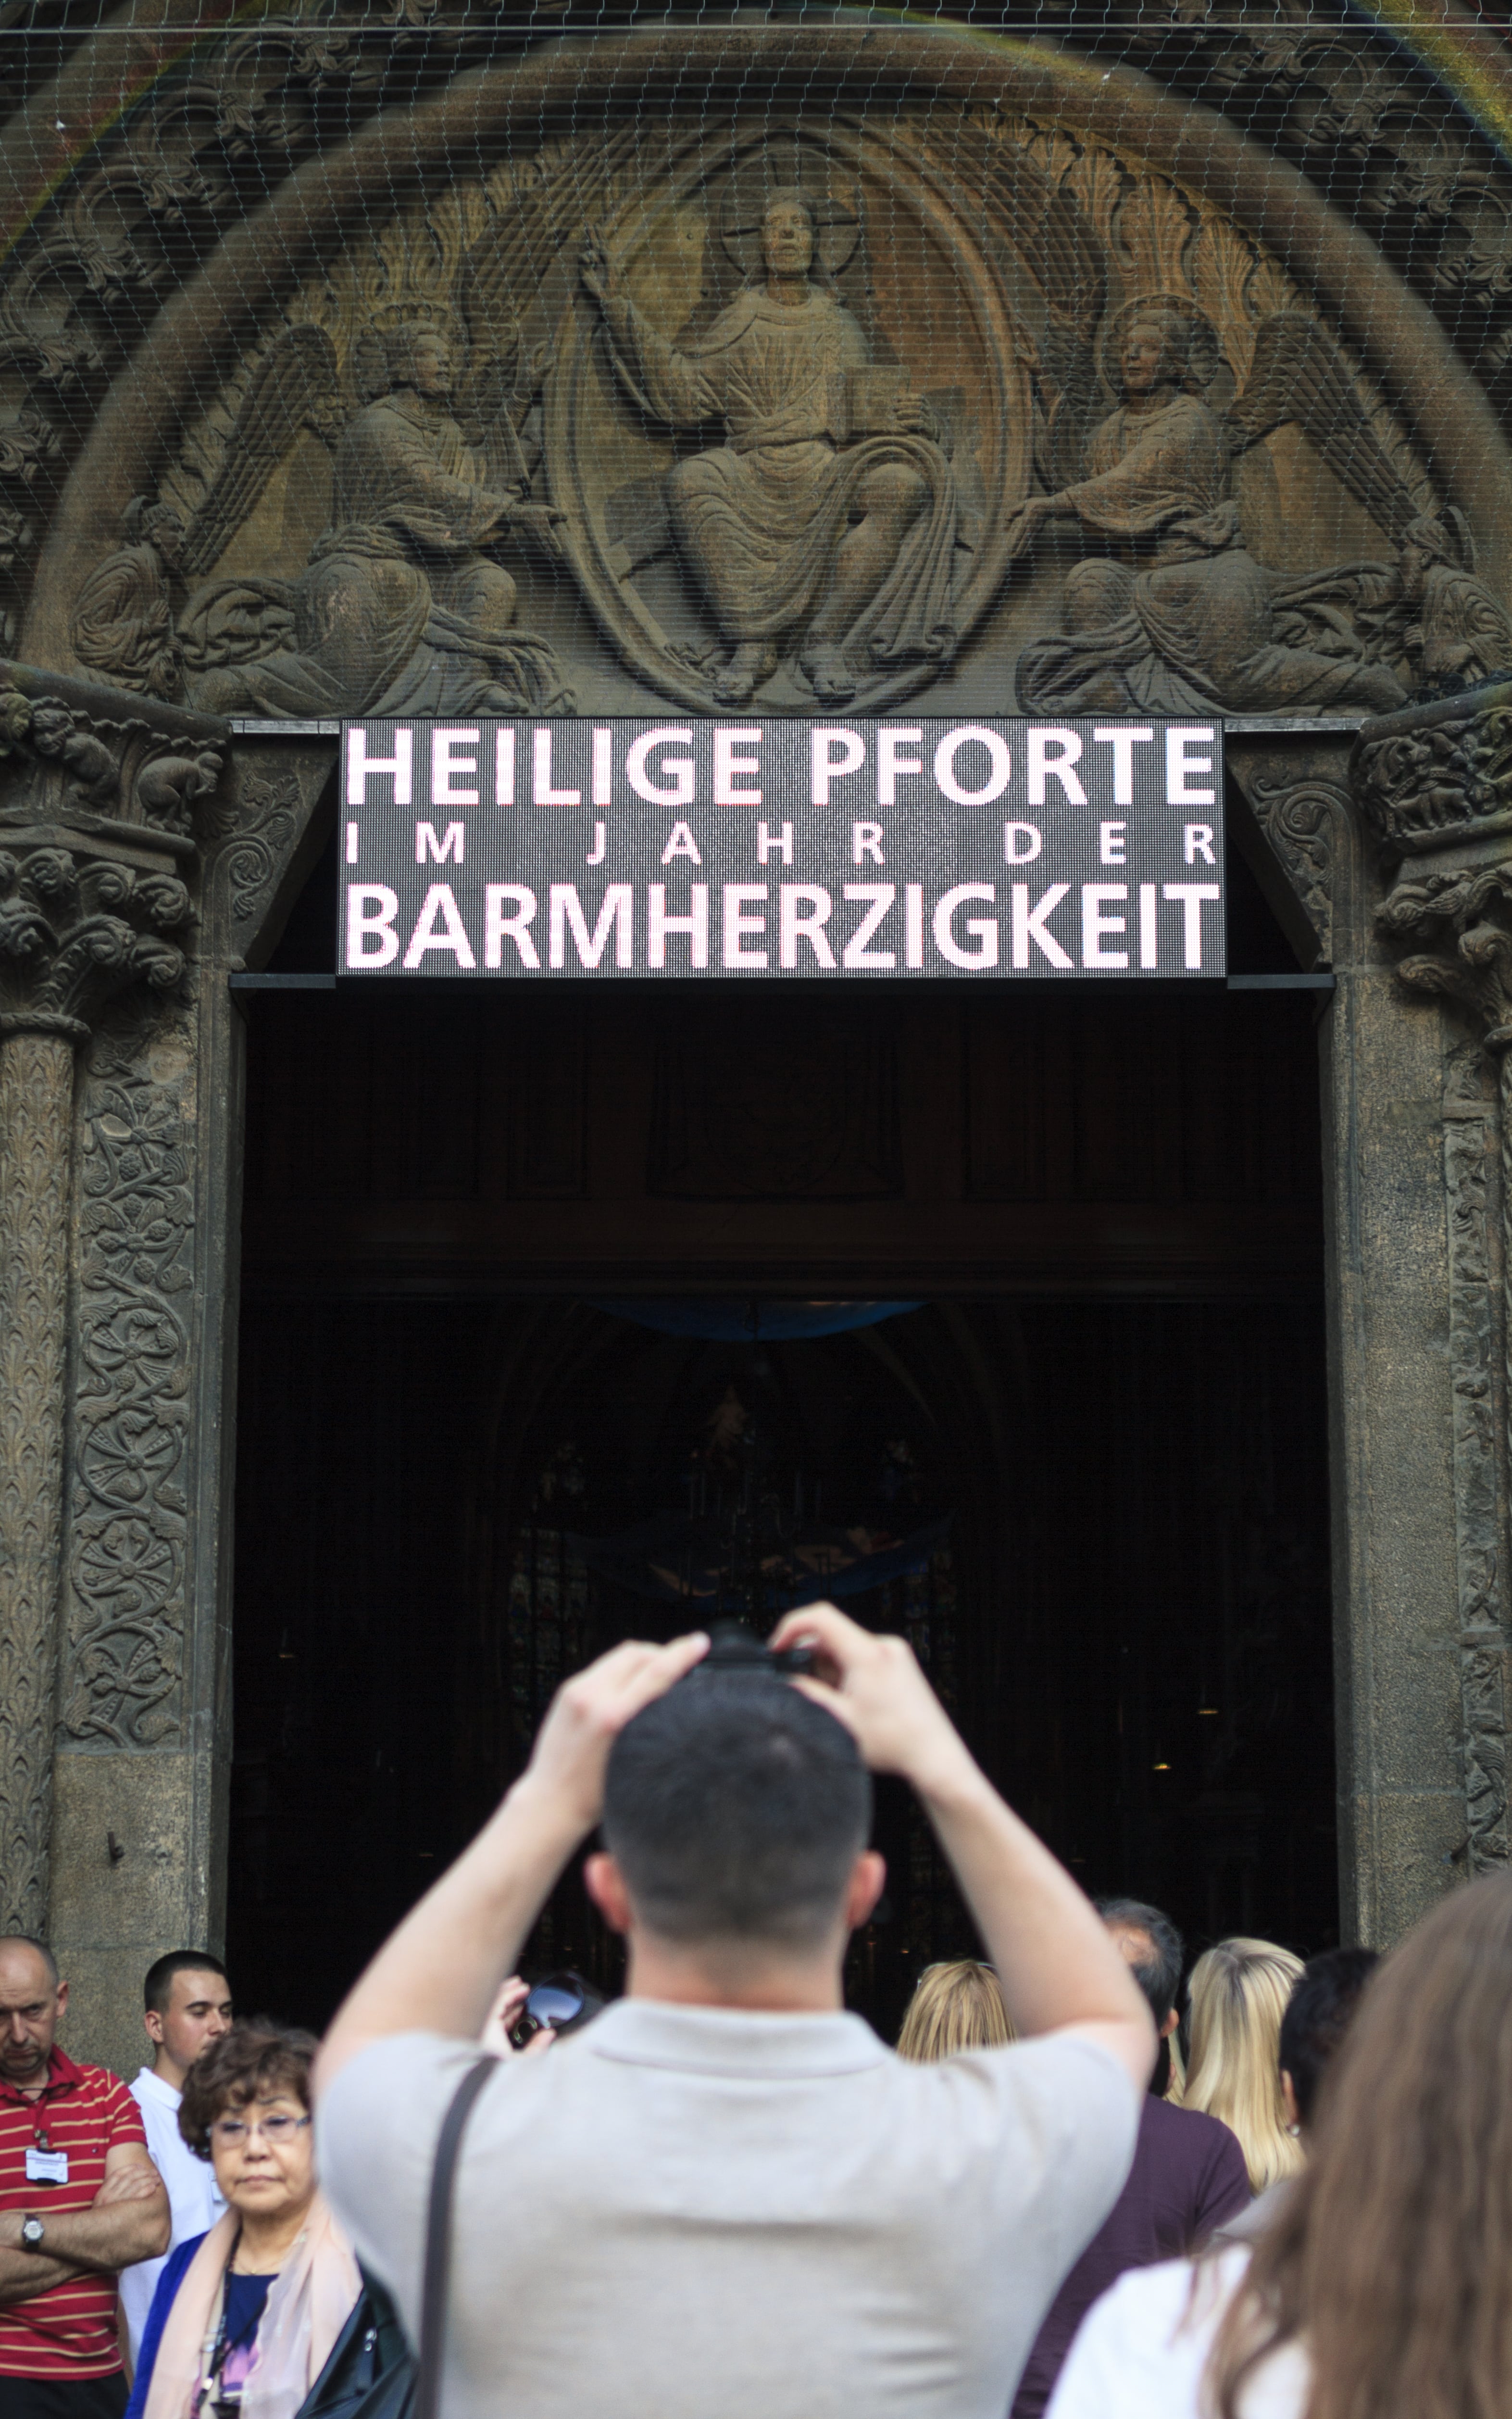 HEILIGE PFORTE
IM JAHR DER
BARMHERZIGKEIT